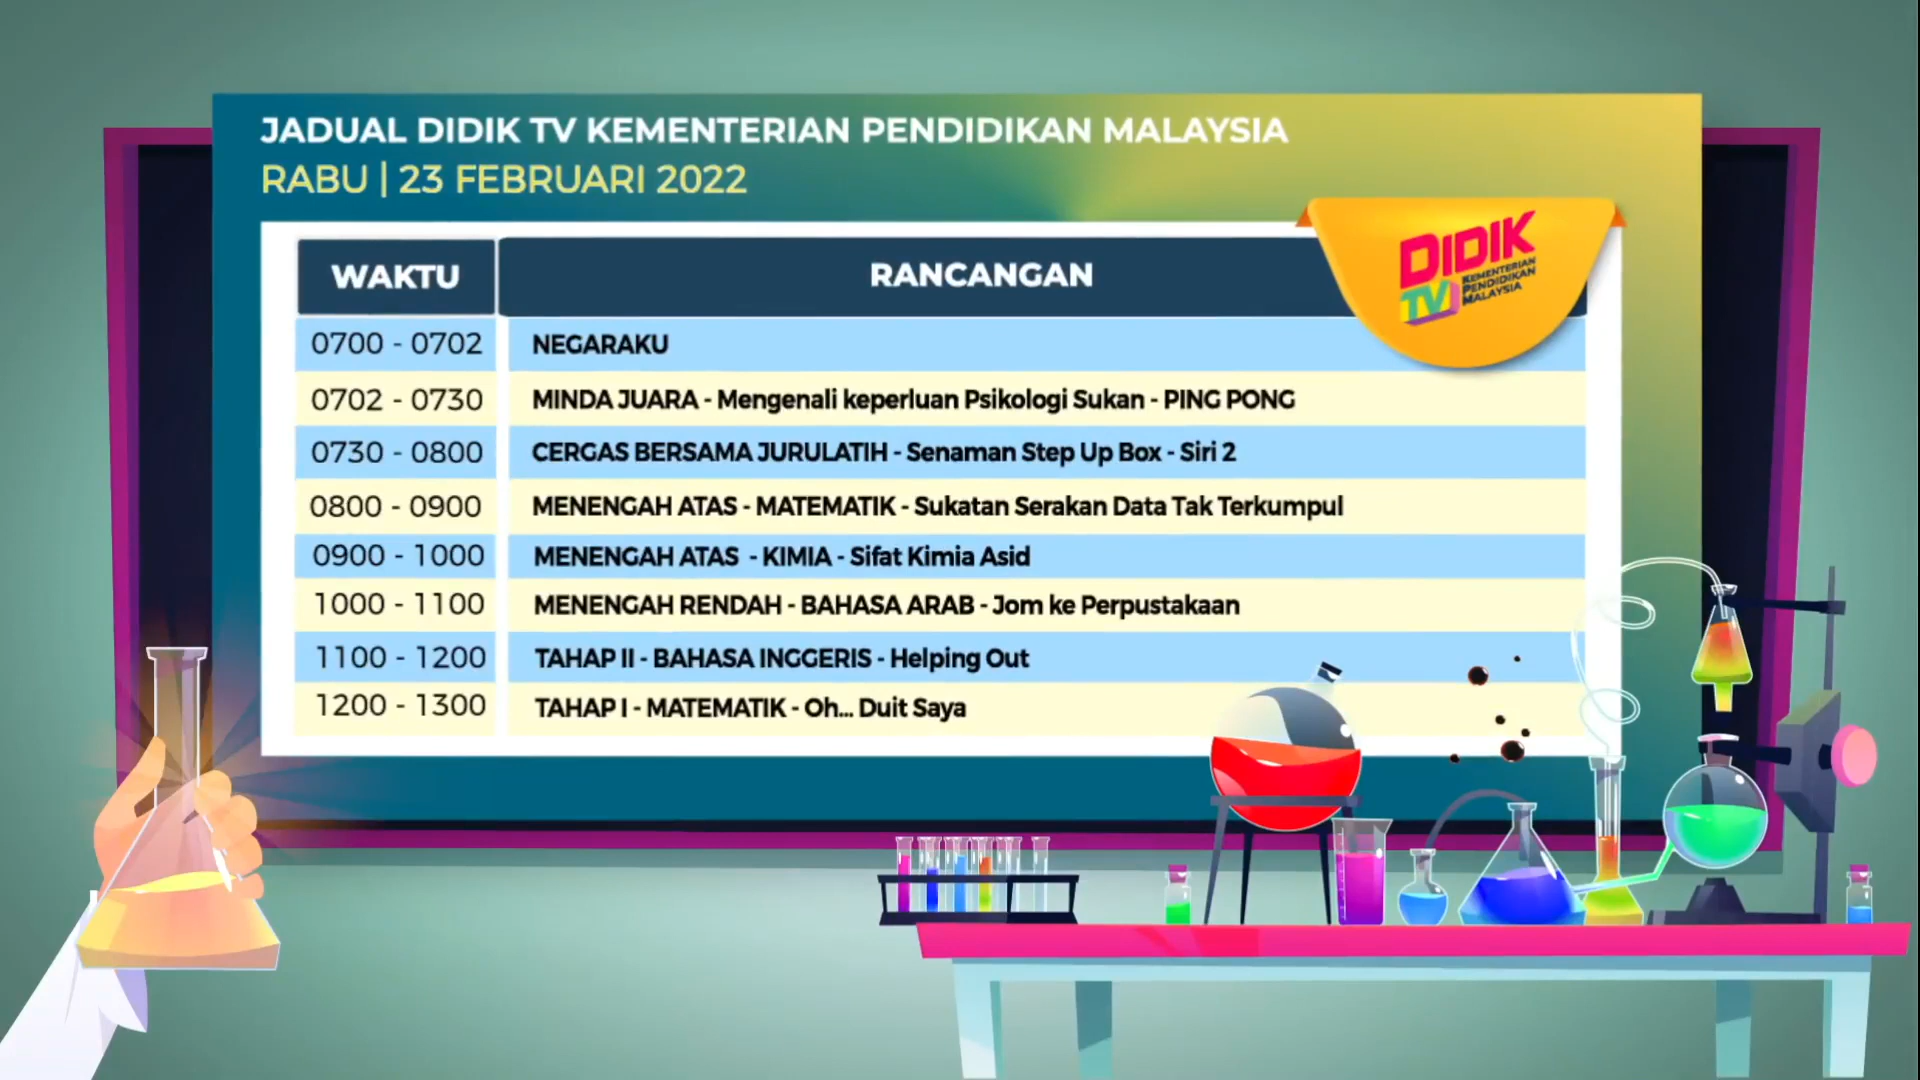 JADUAL DIDIK TV KEMENTERIAN PENDIDIKAN MALAYSIA
RABU | 23 FEBRUARI 2022
DIDIK
TV
KEMENTERIAN
PENDIDIKAN
MALAYSIA
WAKTU RANCANGAN
0700 - 0702 NEGARAKU
0702 - 0730 MINDA JUARA - Mengenali keperluan Psikologi Sukan - PING PONG
0730 - 0800 CERGAS BERSAMA JURULATIH - Senaman Step Up Box - Siri 2
0800 - 0900 MENENGAH ATAS - MATEMATIK - Sukatan Serakan Data Tak Terkumpul
0900 - 1000 MENENGAH ATAS - KIMIA - Sifat Kimia Asid
1000 - 1100 MENENGAH RENDAH - BAHASA ARAB - Jom ke Perpustakaan
1100 - 1200 TAHAP II - BAHASA INGGERIS - Helping Out
1200 - 1300 TAHAP I - MATEMATIK - Oh... Duit Saya